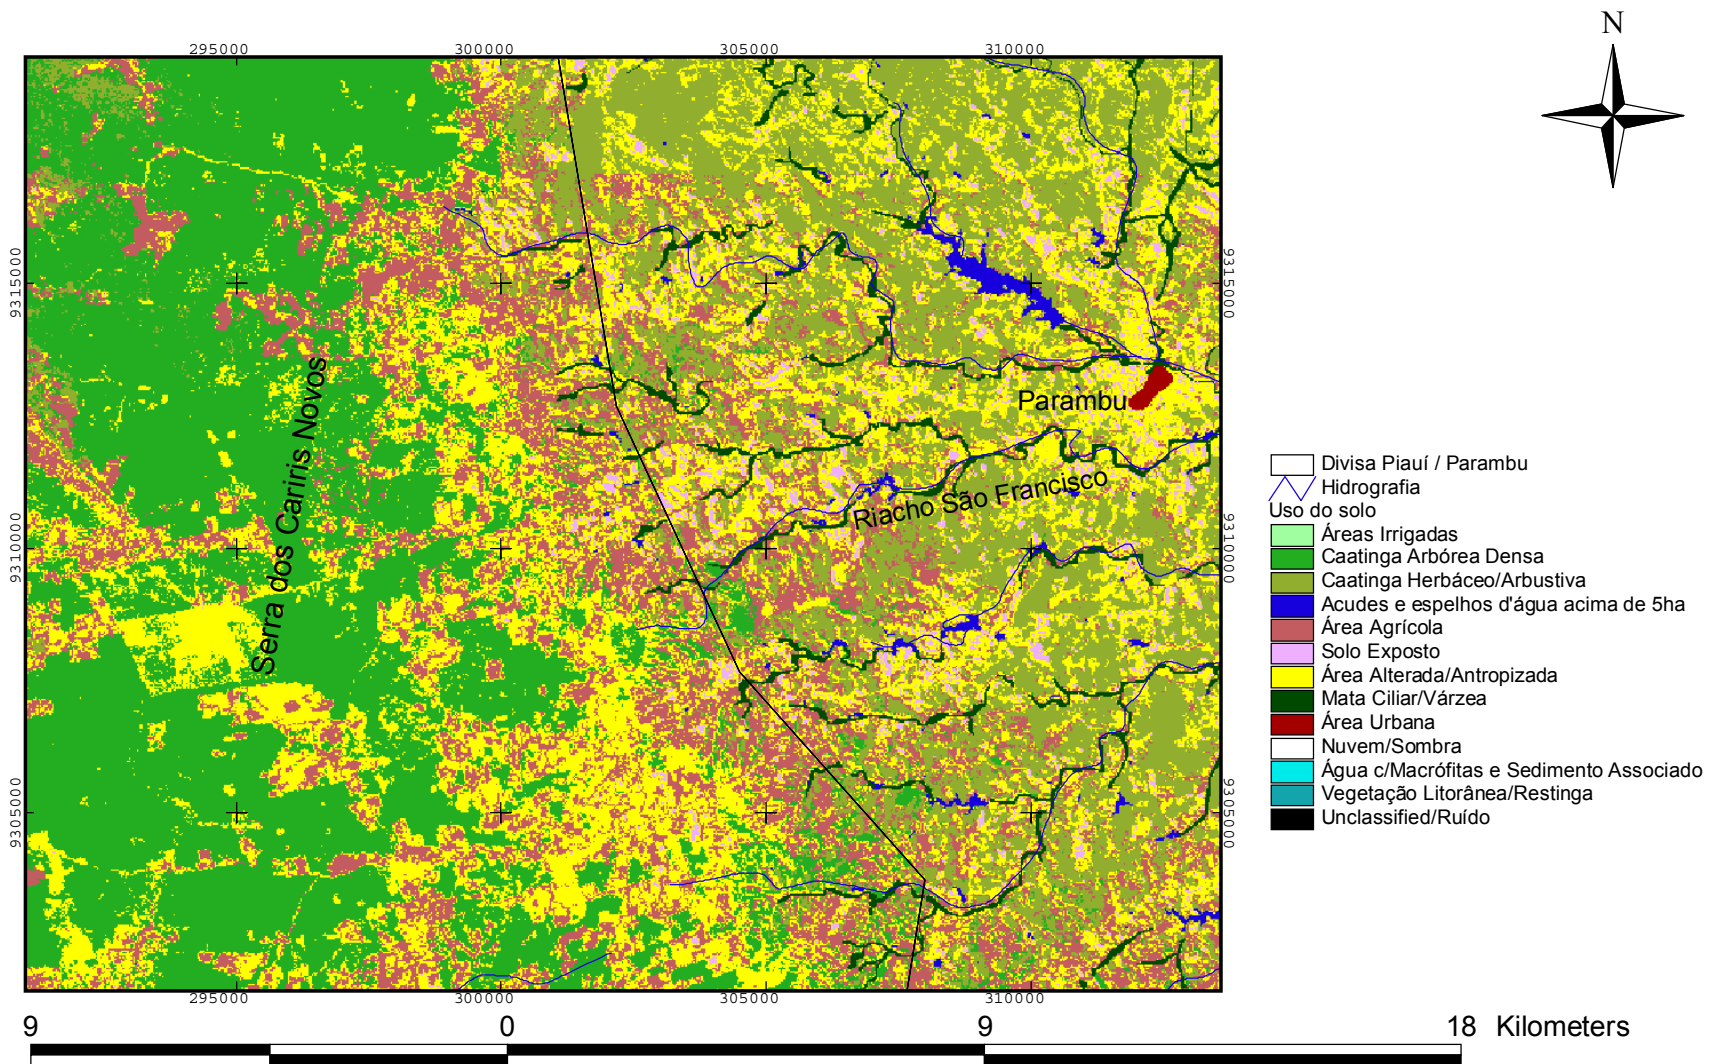 N
295000 300000 305000 310000
9315000
9315000
Serra dos Cariris Novos
Parambu
Riacho São Francisco
9310000
9310000
9305000
9305000
295000 300000 305000 310000
Divisa Piauí / Parambu
Hidrografia
Uso do solo
Áreas Irrigadas
Caatinga Arbórea Densa
Caatinga Herbáceo/Arbustiva
Acudes e espelhos d'água acima de 5ha
Área Agrícola
Solo Exposto
Área Alterada/Antropizada
Mata Ciliar/Várzea
Área Urbana
Nuvem/Sombra
Água c/Macrófitas e Sedimento Associado
Vegetação Litorânea/Restinga
Unclassified/Ruído
9 0 9 18 Kilometers